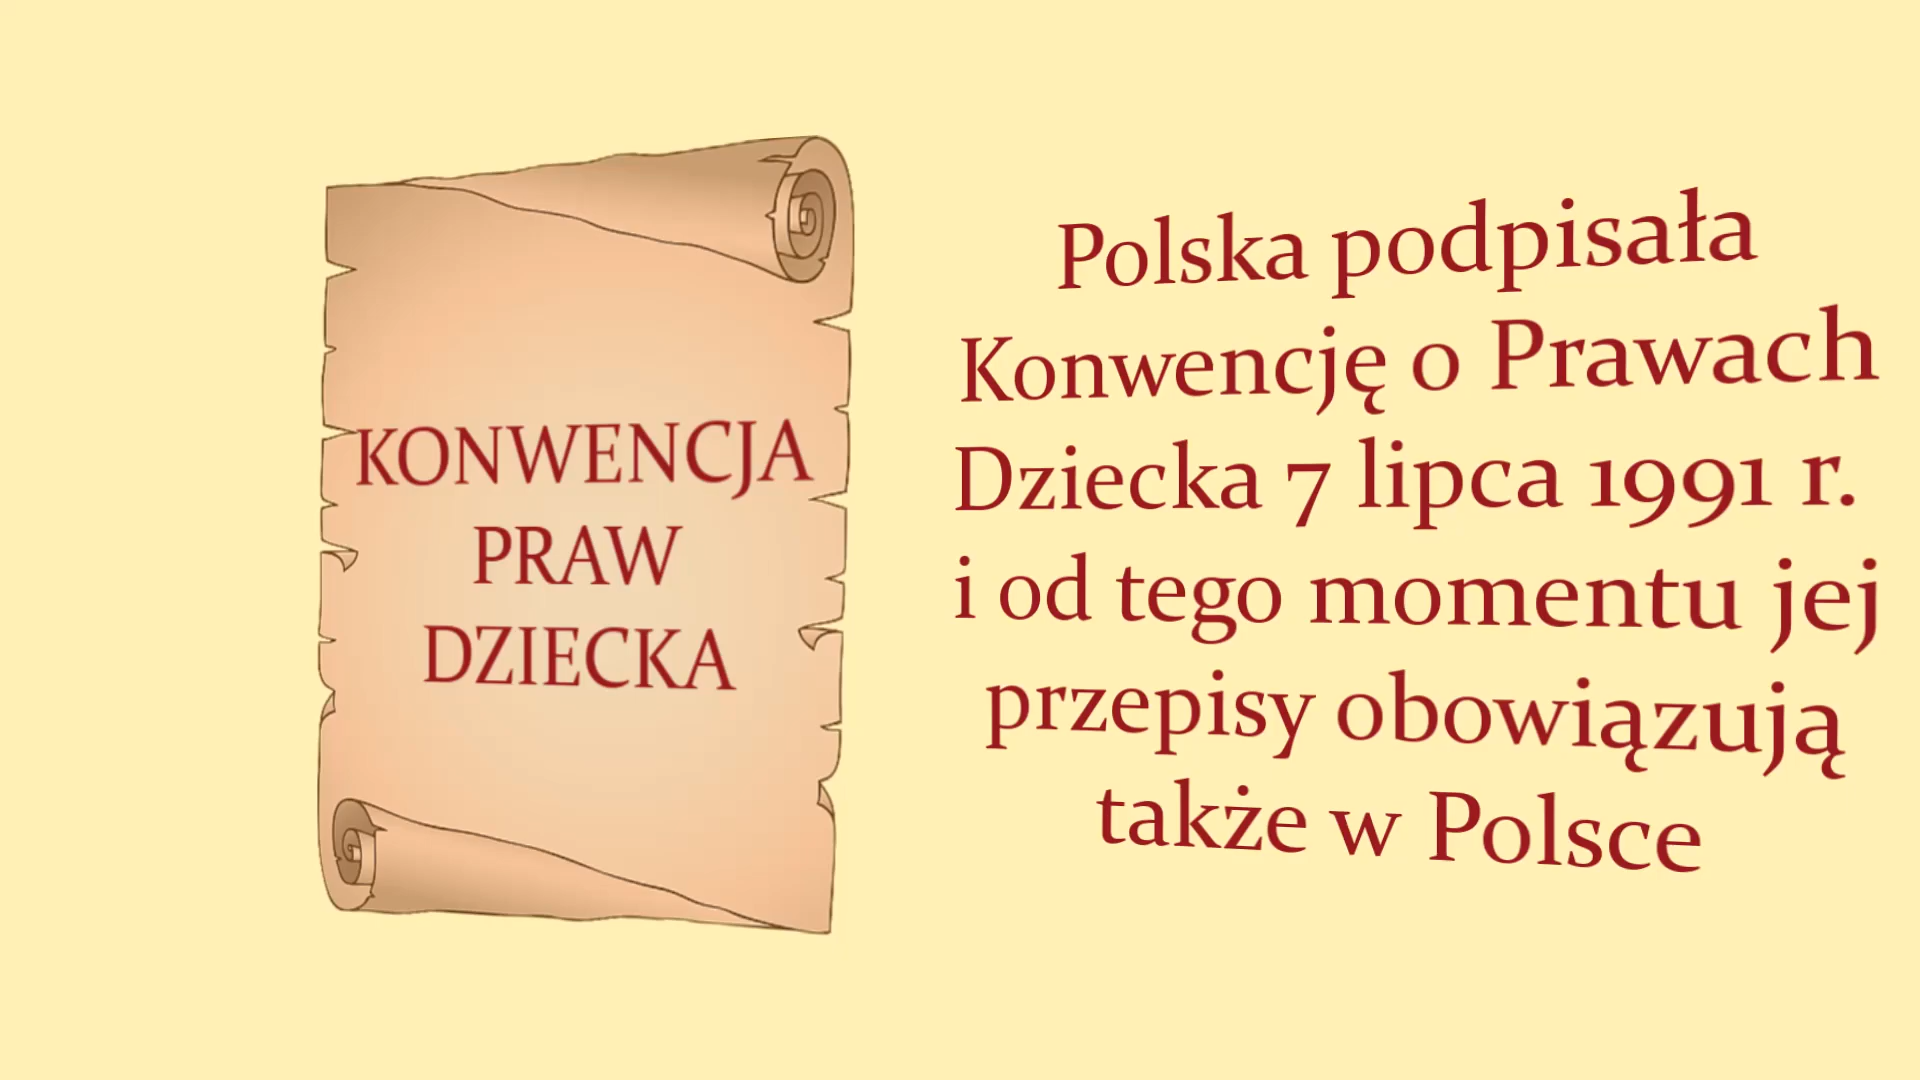 KONWENCJA
PRAW
DZIECKA
Polska podpisała
Konwencję o Prawach
Dziecka 7 lipca 1991 r.
i od tego momentu jej
przepisy obowiązują
także w Polsce